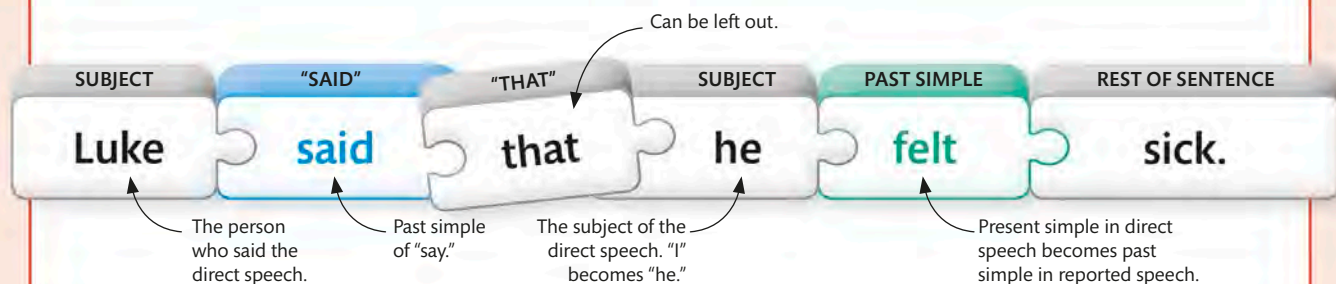 Can be left out.
SUBJECT "SAID" "THAT" SUBJECT PAST SIMPLE REST OF SENTENCE
Luke said that he felt sick.
The person
who said the
direct speech.
Past simple
of "say."
The subject of the
direct speech. "I"
becomes "he."
Present simple in direct
speech becomes past
simple in reported speech.